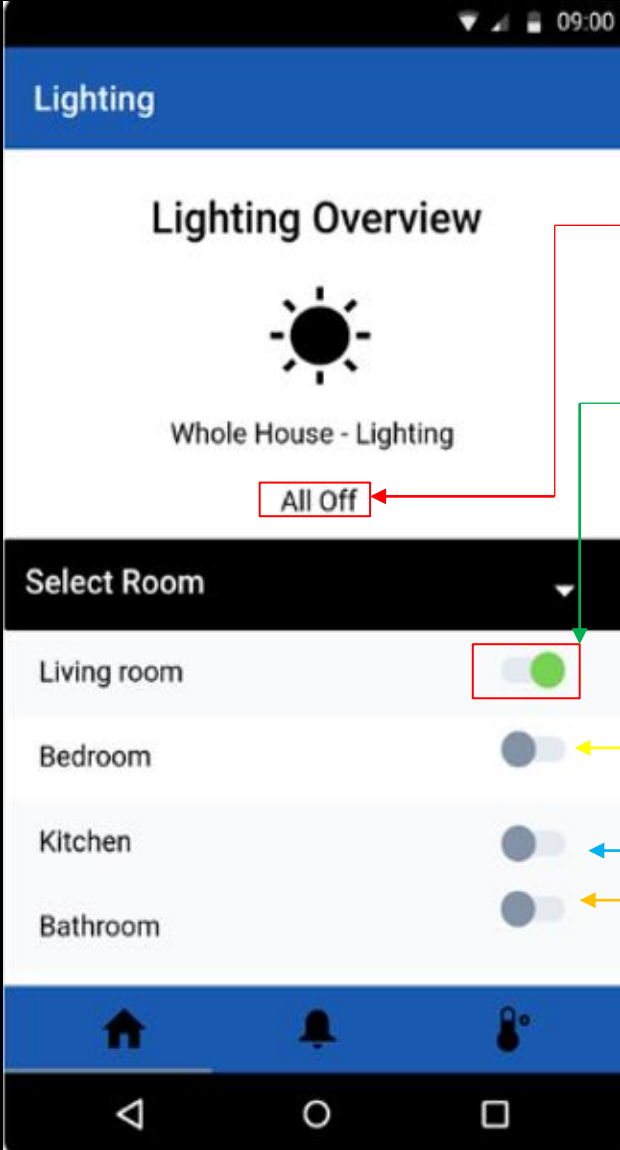 09:00
Lighting
Lighting Overview
Whole House - Lighting
All Off
Select Room
Living room
Bedroom
Kitchen
Bathroom